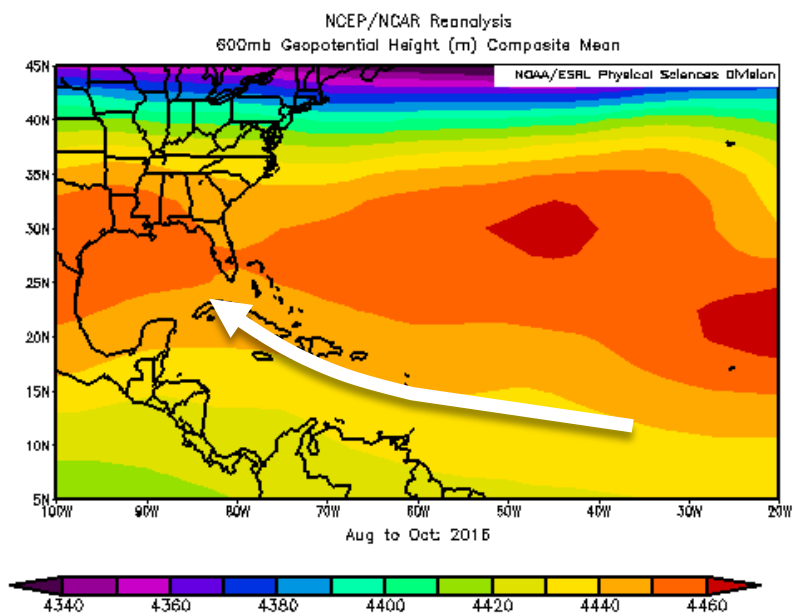 NCEP/NCAR Reanalysis
600mb Geopotential Height (m) Composite Mean
NOAA/ESRL Physical Sciences Division
45N
40N
35N
30N
25N
20N
15N
10N
5N
100W 90W 80W 70W 60W 50W 40W 30W 20W
Aug to Oct: 2016
4340 4360 4380 4400 4420 4440 4460